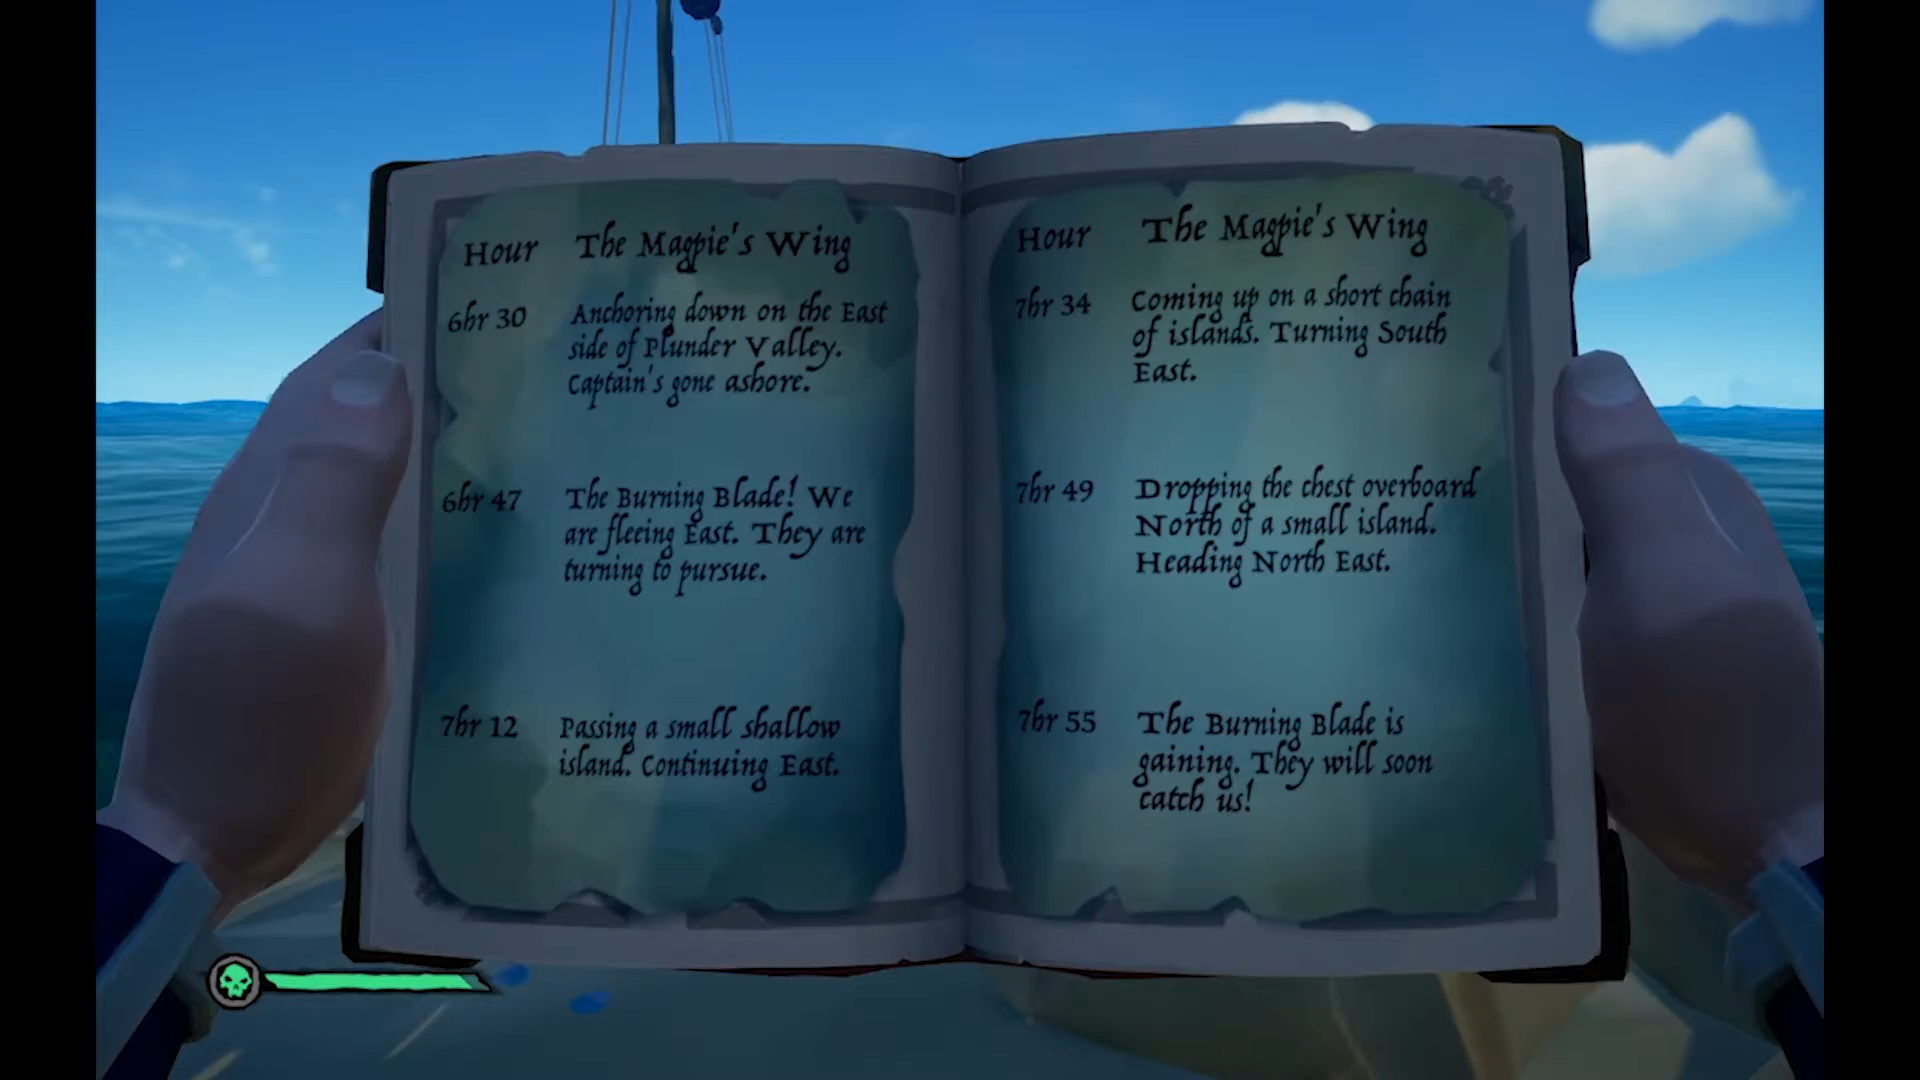 Hour The Magpie's Wing
6hr 30 Anchoring down on the East
side of Plunder Valley.
Captain's gone ashore.
6hr 47 The Burning Blade! We
are fleeing East. They are
turning to pursue.
7hr 12 Passing a small shallow
island. Continuing East.
Hour The Magpie's Wing
7hr 34 Coming up on a short chain
of islands. Turning South
East.
7hr 49 Dropping the chest overboard
North of a small island.
Heading North East.
7hr 55 The Burning Blade is
gaining. They will soon
catch us!